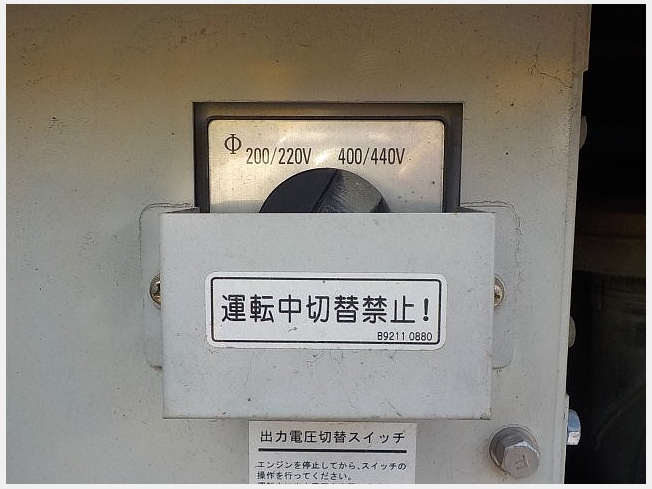 Φ 200/220V 400/440V
運転中切替禁止!
B9211 0880
出力電圧切替スイッチ
エンジンを停止してから、スイッチの
操作を行ってください。